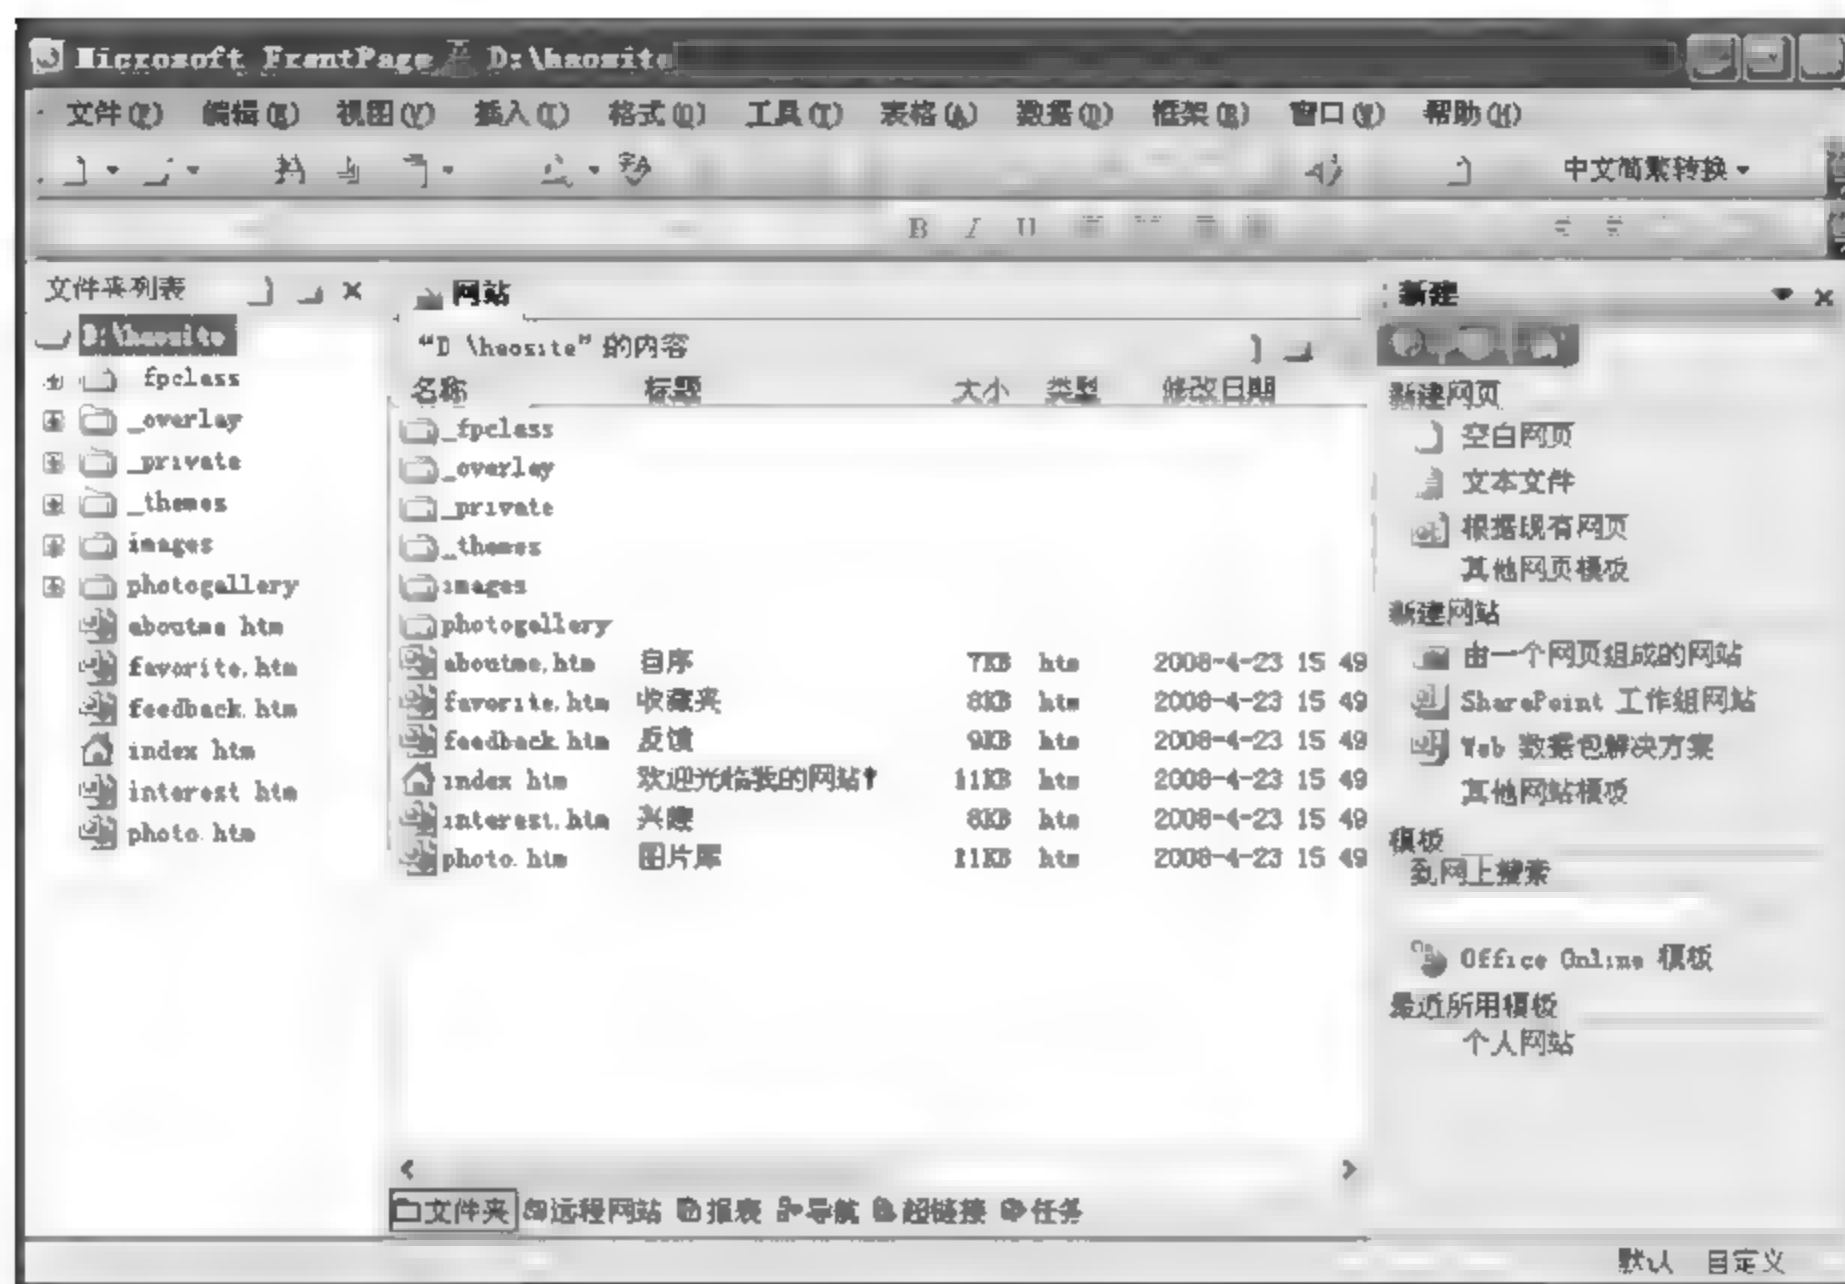 Microsoft FrontPage - D:\haosite
文件(F) 编辑(E) 视图(V) 插入(I) 格式(O) 工具(T) 表格(A) 数据(D) 框架(R) 窗口(W) 帮助(H)
中文简繁转换
B I U
文件夹列表
D:\haosite
_fpclass
_overlay
_private
_themes
images
photogallery
aboutme.htm
favorite.htm
feedback.htm
index.htm
interest.htm
photo.htm
网站
“D:\haosite” 的内容
名称 标题 大小 类型 修改日期
_fpclass
_overlay
_private
_themes
images
photogallery
aboutme.htm 自序 7KB htm 2008-4-23 15:49
favorite.htm 收藏夹 8KB htm 2008-4-23 15:49
feedback.htm 反馈 9KB htm 2008-4-23 15:49
index.htm 欢迎光临我的网站! 11KB htm 2008-4-23 15:49
interest.htm 兴趣 8KB htm 2008-4-23 15:49
photo.htm 图片库 11KB htm 2008-4-23 15:49
文件夹 远程网站 报表 导航 超链接 任务
新建
新建网页
空白网页
文本文件
根据现有网页
其他网页模板
新建网站
由一个网页组成的网站
SharePoint 工作组网站
Web 数据包解决方案
其他网站模板
模板
到网上搜索
Office Online 模板
最近所用模板
个人网站
默认 自定义